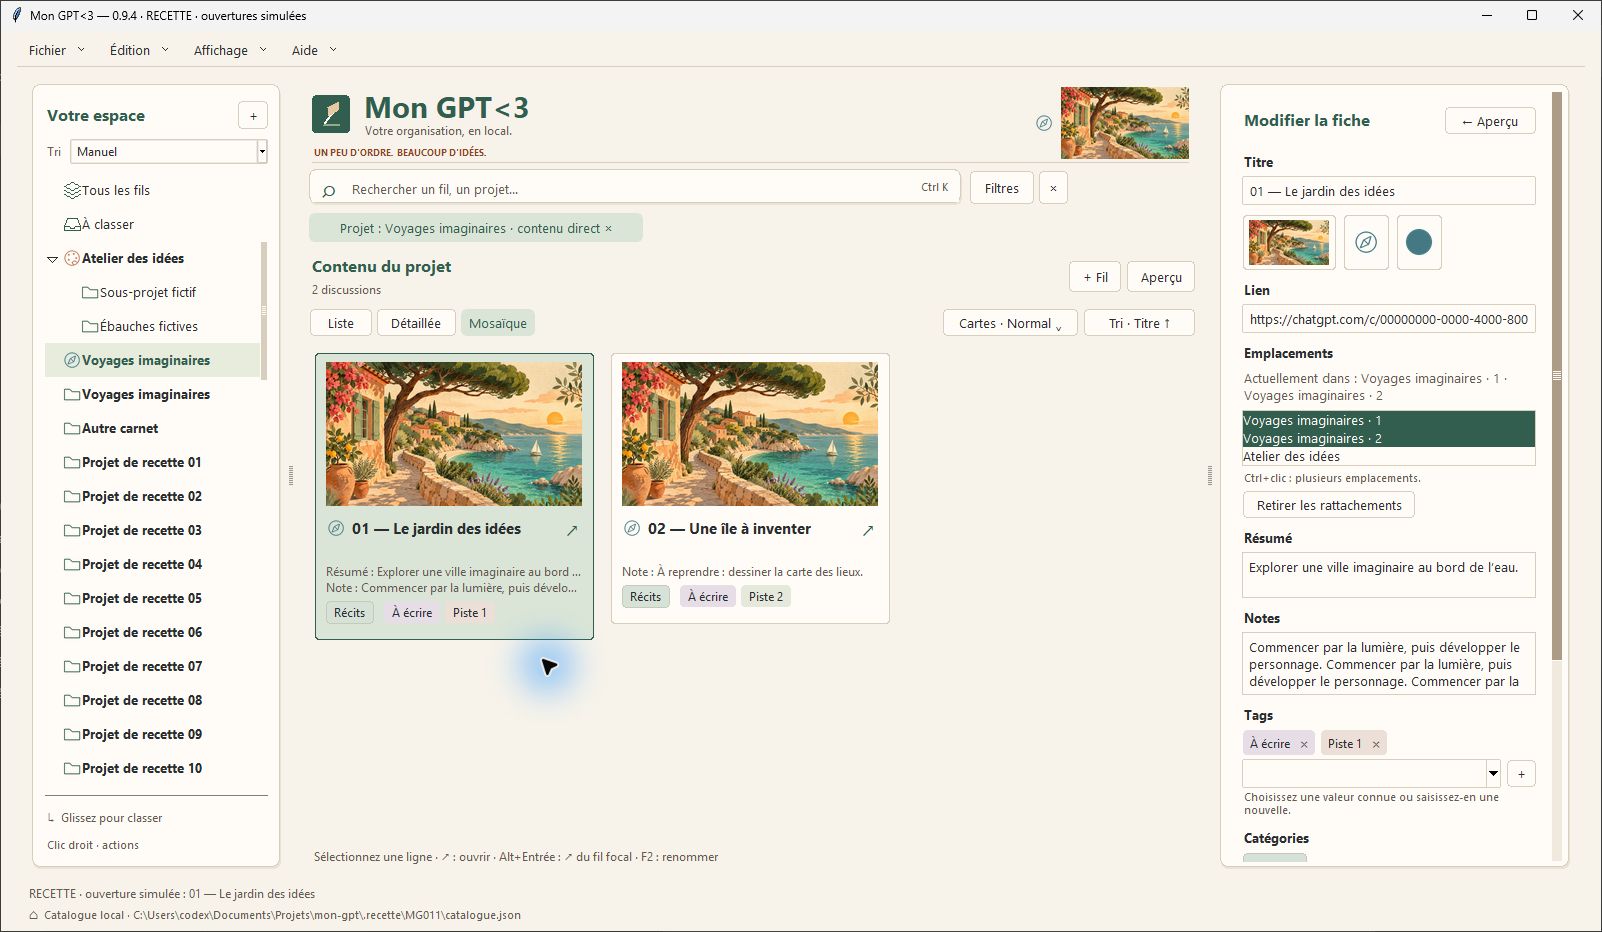 Mon GPT<3 — 0.9.4 · RECETTE · ouvertures simulées
Fichier Édition Affichage Aide
Votre espace +
Tri Manuel
Tous les fils
À classer
Atelier des idées
Sous-projet fictif
Ébauches fictives
Voyages imaginaires
Voyages imaginaires
Autre carnet
Projet de recette 01
Projet de recette 02
Projet de recette 03
Projet de recette 04
Projet de recette 05
Projet de recette 06
Projet de recette 07
Projet de recette 08
Projet de recette 09
Projet de recette 10
Glissez pour classer
Clic droit · actions
Mon GPT<3
Votre organisation, en local.
UN PEU D'ORDRE. BEAUCOUP D'IDÉES.
Rechercher un fil, un projet... Ctrl K Filtres ×
Projet : Voyages imaginaires · contenu direct ×
Contenu du projet
2 discussions
+ Fil Aperçu
Liste Détaillée Mosaïque Cartes · Normal Tri · Titre ↑
01 — Le jardin des idées ↗
Résumé : Explorer une ville imaginaire au bord ...
Note : Commencer par la lumière, puis dévelo...
Récits À écrire Piste 1
02 — Une île à inventer ↗
Note : À reprendre : dessiner la carte des lieux.
Récits À écrire Piste 2
Sélectionnez une ligne · ↗ : ouvrir · Alt+Entrée : ↗ du fil focal · F2 : renommer
Modifier la fiche ← Aperçu
Titre
01 — Le jardin des idées
Lien
https://chatgpt.com/c/00000000-0000-4000-800
Emplacements
Actuellement dans : Voyages imaginaires · 1 ·
Voyages imaginaires · 2
Voyages imaginaires · 1
Voyages imaginaires · 2
Atelier des idées
Ctrl+clic : plusieurs emplacements.
Retirer les rattachements
Résumé
Explorer une ville imaginaire au bord de l'eau.
Notes
Commencer par la lumière, puis développer le
personnage. Commencer par la lumière, puis
développer le personnage. Commencer par la
Tags
À écrire × Piste 1 ×
+
Choisissez une valeur connue ou saisissez-en une
nouvelle.
Catégories
RECETTE · ouverture simulée : 01 — Le jardin des idées
Catalogue local · C:\Users\codex\Documents\Projets\mon-gpt\.recette\MG011\catalogue.json